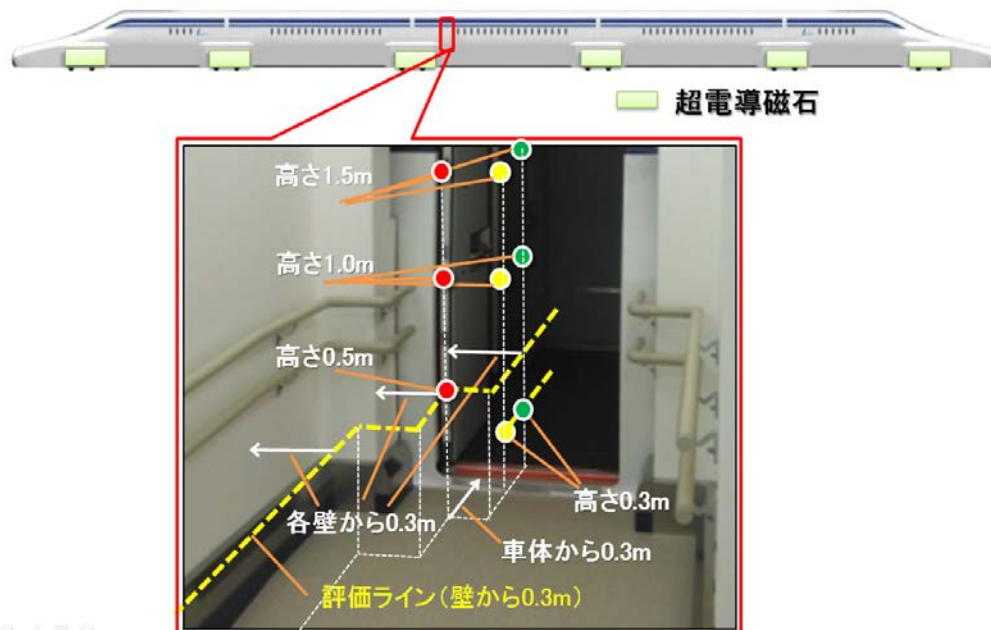 超電導磁石
高さ1.5m
高さ1.0m
高さ0.5m
高さ0.3m
各壁から0.3m
車体から0.3m
評価ライン(壁から0.3m)